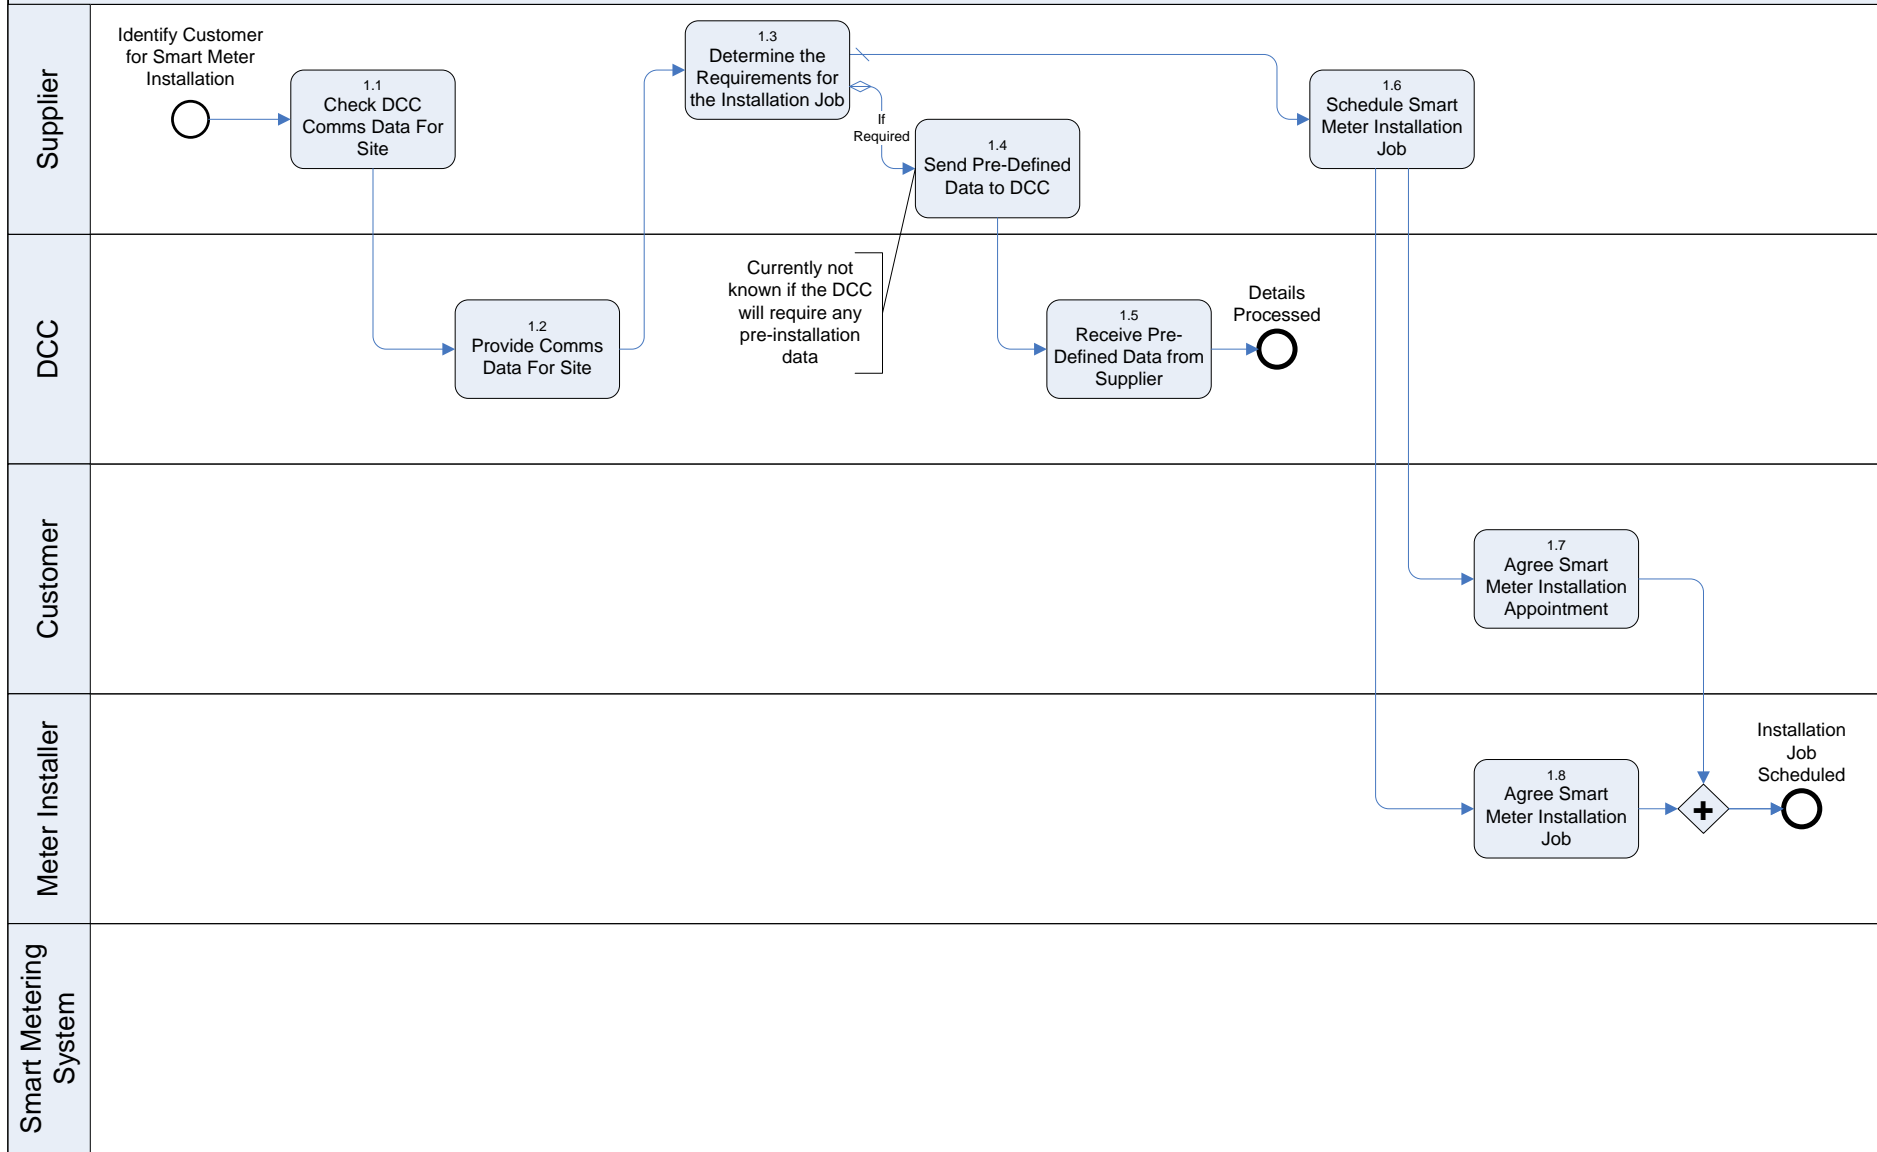 Supplier
Identify Customer
for Smart Meter
Installation
1.1
Check DCC
Comms Data For
Site
1.3
Determine the
Requirements for
the Installation Job
If
Required
1.4
Send Pre-Defined
Data to DCC
1.6
Schedule Smart
Meter Installation
Job
DCC
1.2
Provide Comms
Data For Site
Currently not
known if the DCC
will require any
pre-installation
data
1.5
Receive Pre-
Defined Data from
Supplier
Details
Processed
Customer
1.7
Agree Smart
Meter Installation
Appointment
Meter Installer
1.8
Agree Smart
Meter Installation
Job
Installation
Job
Scheduled
Smart Metering
System